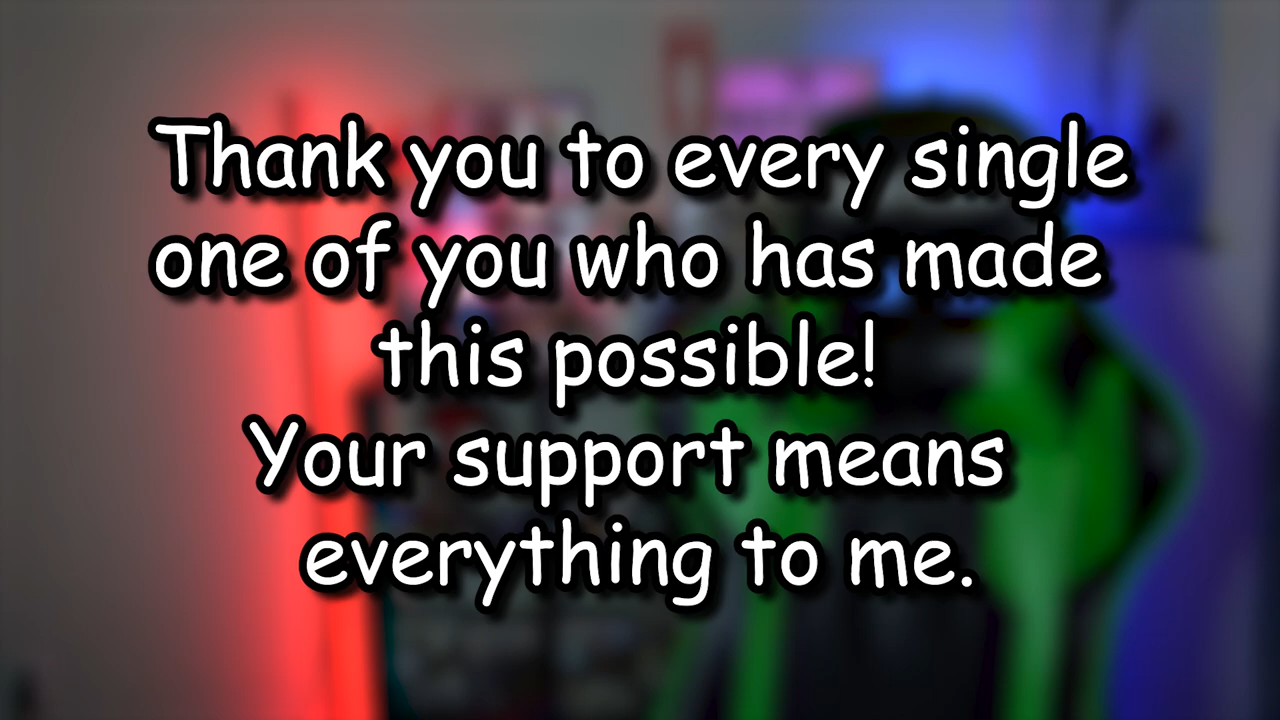 Thank you to every single
one of you who has made
this possible!
Your support means
everything to me.